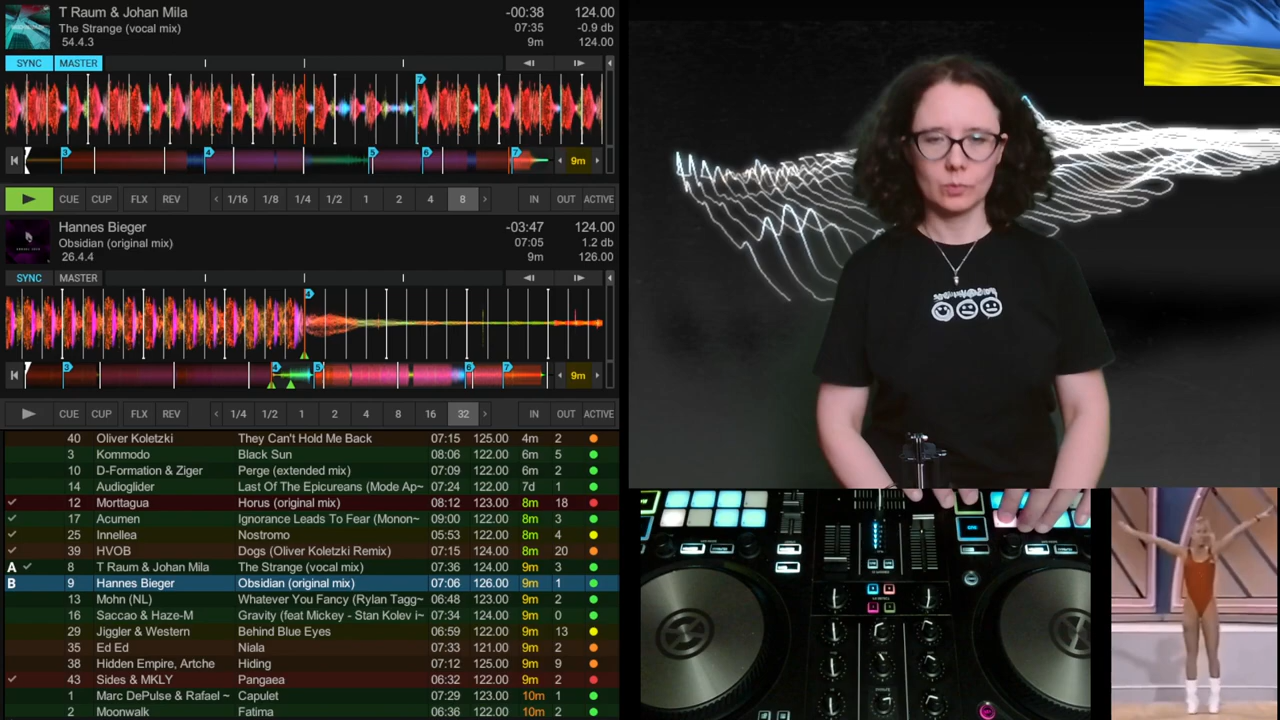 T Raum & Johan Mila -00:38 124.00
The Strange (vocal mix) 07:35 -0.9 db
54.4.3 9m 124.00
SYNC MASTER
7
3 4 5 6 7 9m
CUE CUP FLX REV 1/16 1/8 1/4 1/2 1 2 4 8 IN OUT ACTIVE
Hannes Bieger -03:47 124.00
Obsidian (original mix) 07:05 1.2 db
26.4.4 9m 126.00
SYNC MASTER
4
3 4 5 6 7 9m
CUE CUP FLX REV 1/4 1/2 1 2 4 8 16 32 IN OUT ACTIVE
40 Oliver Koletzki They Can't Hold Me Back 07:15 125.00 4m 2
3 Kommodo Black Sun 08:06 122.00 6m 5
10 D-Formation & Ziger Perge (extended mix) 07:09 122.00 6m 2
14 Audioglider Last Of The Epicureans (Mode Ap~ 07:24 122.00 7d 1
12 Morttagua Horus (original mix) 08:12 123.00 8m 18
17 Acumen Ignorance Leads To Fear (Monon~ 09:00 122.00 8m 3
25 Innellea Nostromo 05:53 122.00 8m 4
39 HVOE Dogs (Oliver Koletzki Remix) 07:15 124.00 8m 20
A 8 T Raum & Johan Mila The Strange (vocal mix) 07:36 124.00 9m 3
B 9 Hannes Bieger Obsidian (original mix) 07:06 126.00 9m 1
13 Mohn (NL) Whatever You Fancy (Rylan Tagg~ 06:48 123.00 9m 2
16 Saccao & Haze-M Gravity (feat Mickey - Stan Kolev i~ 07:34 124.00 9m 0
29 Jiggler & Western Behind Blue Eyes 06:59 122.00 9m 13
35 Ed Ed Niala 07:33 121.00 9m 2
38 Hidden Empire, Artche Hiding 07:12 125.00 9m 9
43 Sides & MKLY Pangaea 06:32 122.00 9m 2
1 Marc DePulse & Rafael ~ Capulet 07:29 123.00 10m 1
2 Moonwalk Fatima 06:36 122.00 10m 2